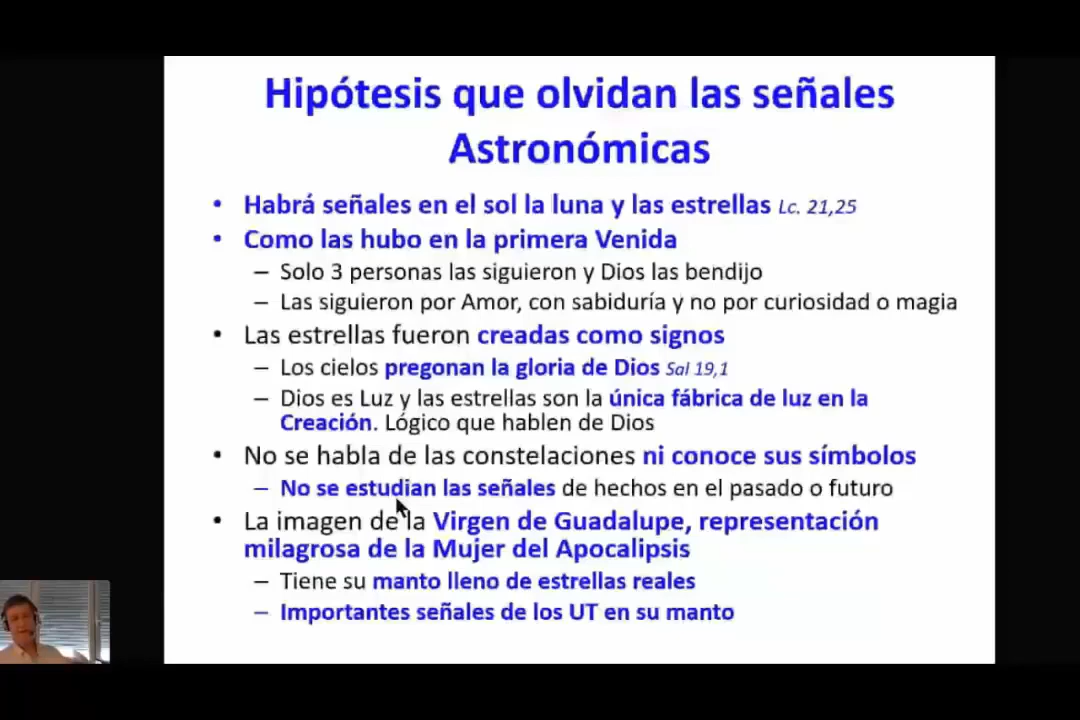 Hipótesis que olvidan las señales
Astronómicas
• Habrá señales en el sol la luna y las estrellas Lc. 21,25
• Como las hubo en la primera Venida
– Solo 3 personas las siguieron y Dios las bendijo
– Las siguieron por Amor, con sabiduría y no por curiosidad o magia
• Las estrellas fueron creadas como signos
– Los cielos pregonan la gloria de Dios Sal 19,1
– Dios es Luz y las estrellas son la única fábrica de luz en la
Creación. Lógico que hablen de Dios
• No se habla de las constelaciones ni conoce sus símbolos
– No se estudian las señales de hechos en el pasado o futuro
• La imagen de la Virgen de Guadalupe, representación
milagrosa de la Mujer del Apocalipsis
– Tiene su manto lleno de estrellas reales
– Importantes señales de los UT en su manto